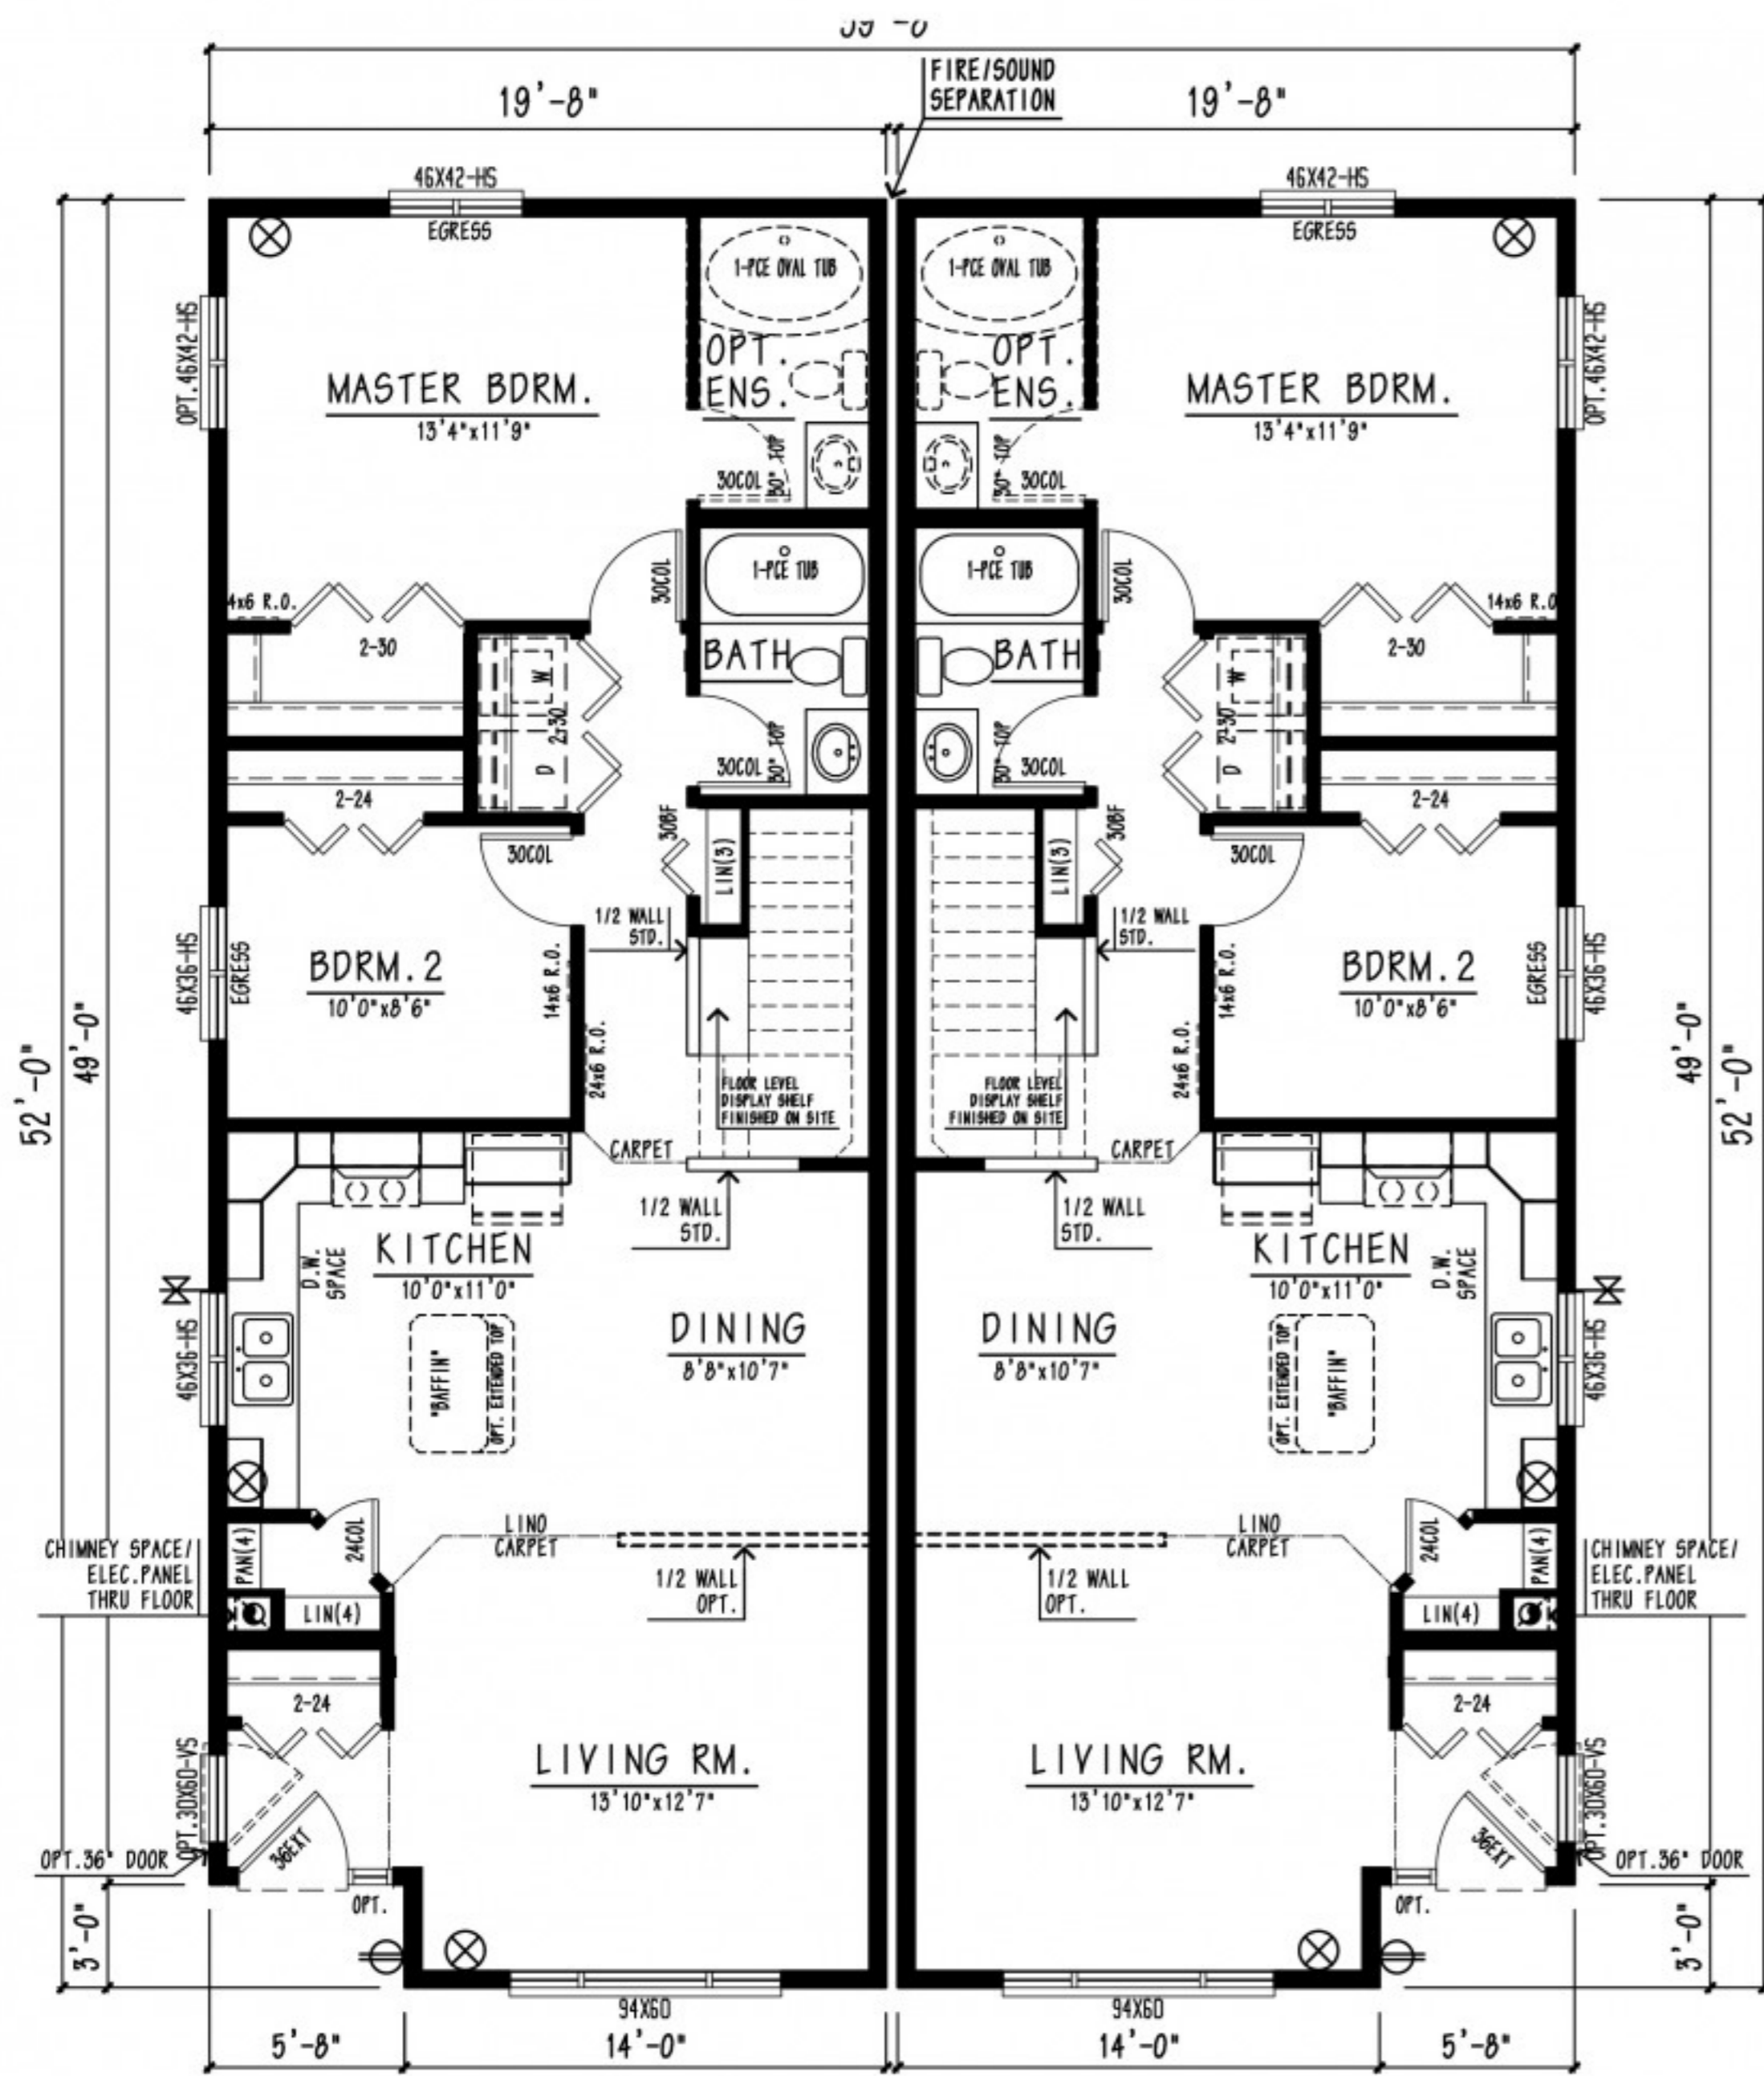 FIRE/SOUND
SEPARATION
19'-8"
19'-8"
46X42-HS
EGRESS
46X42-HS
EGRESS
OPT.46X42-HS
OPT.46X42-HS
1-PCE OVAL TUB
1-PCE OVAL TUB
OPT.
ENS.
OPT.
ENS.
MASTER BDRM.
13'4"x11'9"
MASTER BDRM.
13'4"x11'9"
30COL
30" TOP
30" TOP
30COL
30COL
1-PCE TUB
1-PCE TUB
30COL
4x6 R.O.
14x6 R.O
2-30
2-30
BATH
BATH
W
2-30
D
W
2-30
D
30COL
30" TOP
30" TOP
30COL
2-24
2-24
30COL
30BF
LIN(3)
LIN(3)
30BF
30COL
1/2 WALL
STD.
1/2 WALL
STD.
46X36-HS
EGRESS
BDRM.2
10'0"x8'6"
14x6 R.O.
24x6 R.O.
14x6 R.O.
24x6 R.O.
BDRM.2
10'0"x8'6"
EGRESS
46X36-HS
52'-0"
49'-0"
49'-0"
52'-0"
FLOOR LEVEL
DISPLAY SHELF
FINISHED ON SITE
FLOOR LEVEL
DISPLAY SHELF
FINISHED ON SITE
CARPET
CARPET
1/2 WALL
STD.
1/2 WALL
STD.
D.W.
SPACE
KITCHEN
10'0"x11'0"
KITCHEN
10'0"x11'0"
D.W.
SPACE
46X36-HS
46X36-HS
"BAFFIN"
OPT. EXTENDED TOP
DINING
8'8"x10'7"
DINING
8'8"x10'7"
OPT. EXTENDED TOP
"BAFFIN"
LINO
CARPET
LINO
CARPET
24COL
24COL
PAN(4)
PAN(4)
CHIMNEY SPACE/
ELEC.PANEL
THRU FLOOR
CHIMNEY SPACE/
ELEC.PANEL
THRU FLOOR
1/2 WALL
OPT.
1/2 WALL
OPT.
LIN(4)
LIN(4)
2-24
2-24
OPT.30X60-VS
OPT.30X60-VS
LIVING RM.
13'10"x12'7"
LIVING RM.
13'10"x12'7"
36EXT
36EXT
OPT.36" DOOR
OPT.36" DOOR
OPT.
OPT.
3'-0"
3'-0"
94X60
94X60
5'-8"
14'-0"
14'-0"
5'-8"